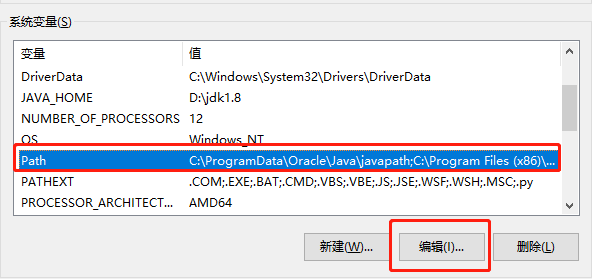 系统变量(S)
变量 值
DriverData C:\Windows\System32\Drivers\DriverData
JAVA_HOME D:\jdk1.8
NUMBER_OF_PROCESSORS 12
OS Windows_NT
Path C:\ProgramData\Oracle\Java\javapath;C:\Program Files (x86)\...
PATHEXT .COM;.EXE;.BAT;.CMD;.VBS;.VBE;.JS;.JSE;.WSF;.WSH;.MSC;.py
PROCESSOR_ARCHITECT... AMD64
新建(W)... 编辑(I)... 删除(L)